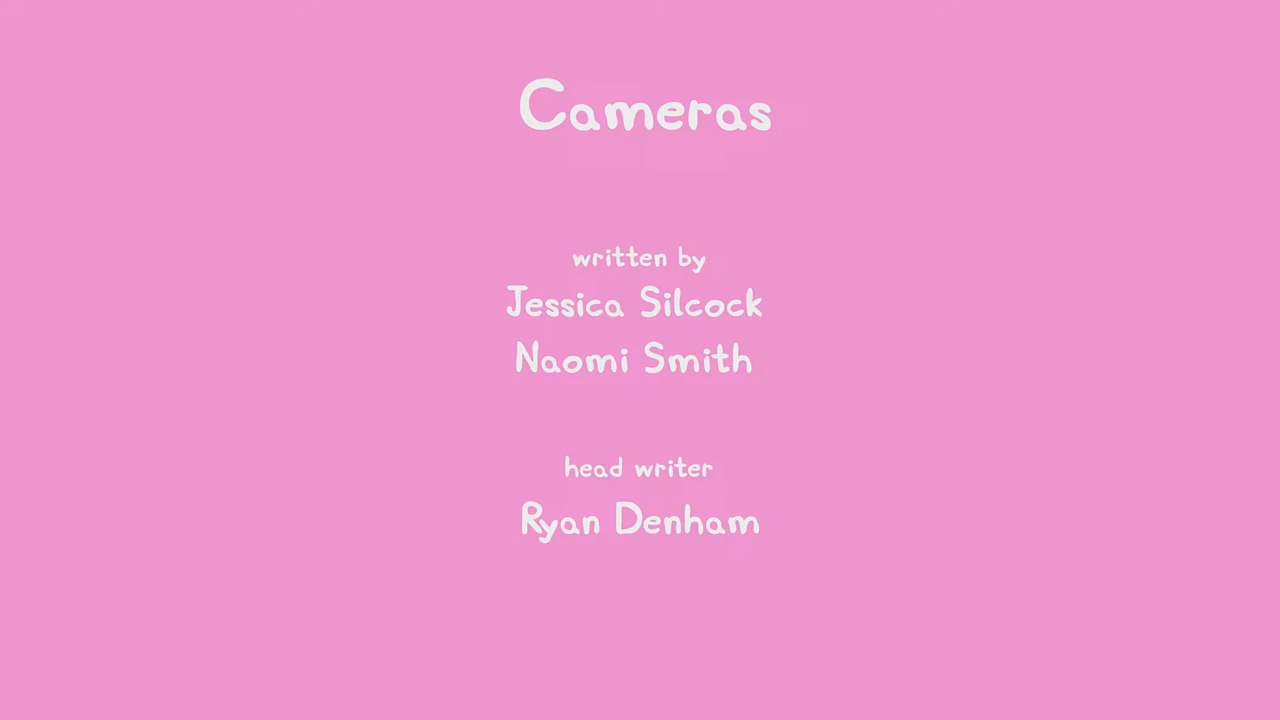 Cameras
written by
Jessica Silcock
Naomi Smith
head writer
Ryan Denham